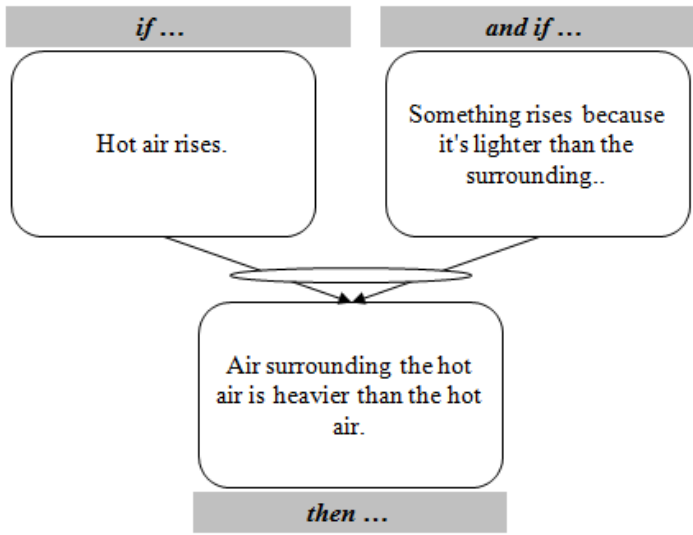 if …
and if …
Hot air rises.
Something rises because
it's lighter than the
surrounding..
Air surrounding the hot
air is heavier than the hot
air.
then …